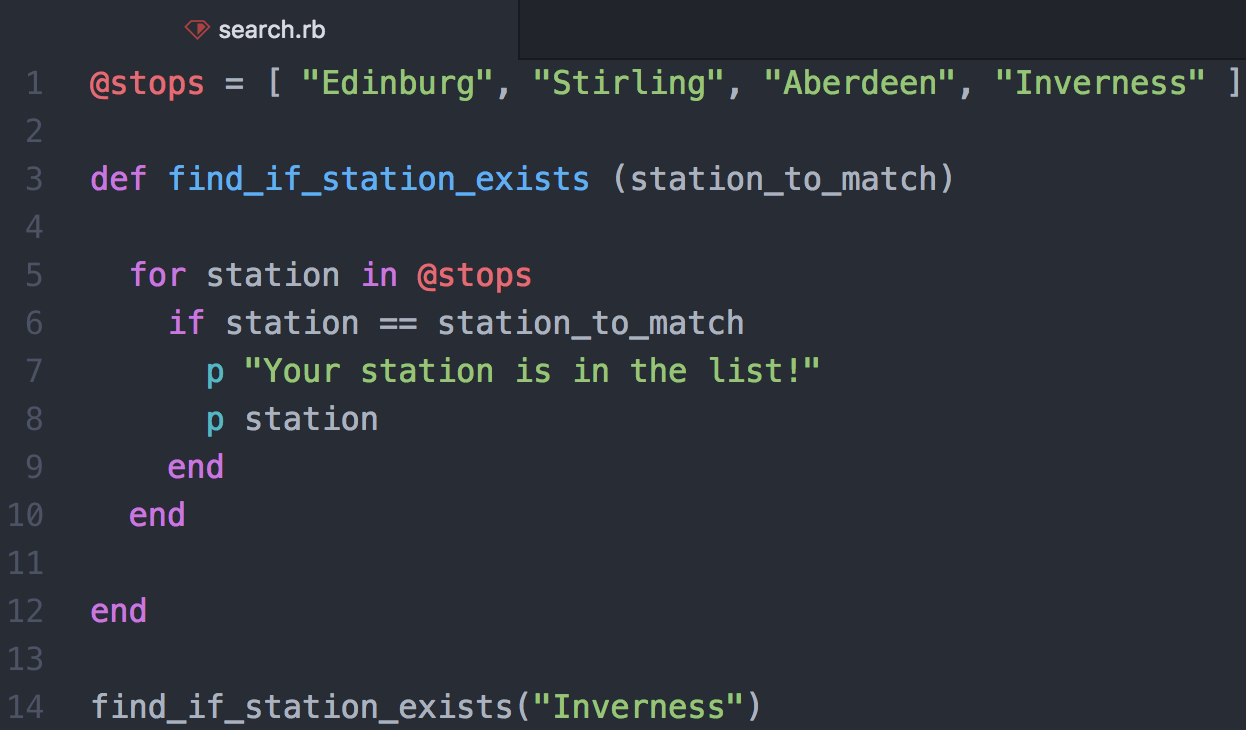 search.rb
1 @stops = [ "Edinburg", "Stirling", "Aberdeen", "Inverness" ]
2
3 def find_if_station_exists (station_to_match)
4
5   for station in @stops
6     if station == station_to_match
7       p "Your station is in the list!"
8       p station
9     end
10   end
11
12 end
13
14 find_if_station_exists("Inverness")